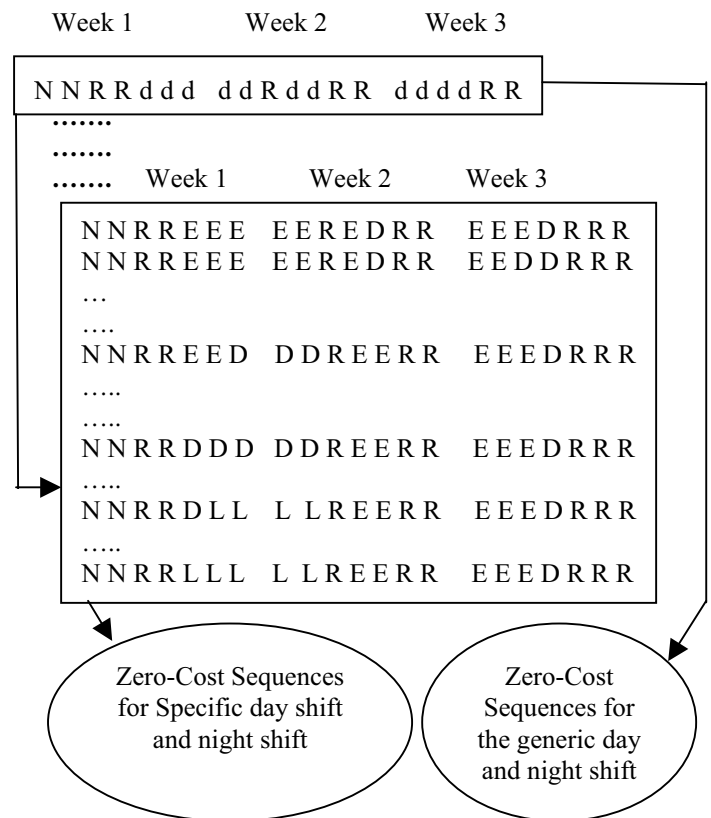 Week 1 Week 2 Week 3
N N R R d d d d d R d d R R d d d d R R
.......
.......
....... Week 1 Week 2 Week 3
N N R R E E E E E R E D R R E E E D R R R
N N R R E E E E E R E D R R E E D D R R R
...
....
N N R R E E D D D R E E R R E E E D R R R
.....
.....
N N R R D D D D D R E E R R E E E D R R R
.....
N N R R D L L L L R E E R R E E E D R R R
.....
N N R R L L L L L R E E R R E E E D R R R
Zero-Cost Sequences
for Specific day shift
and night shift
Zero-Cost
Sequences for
the generic day
and night shift